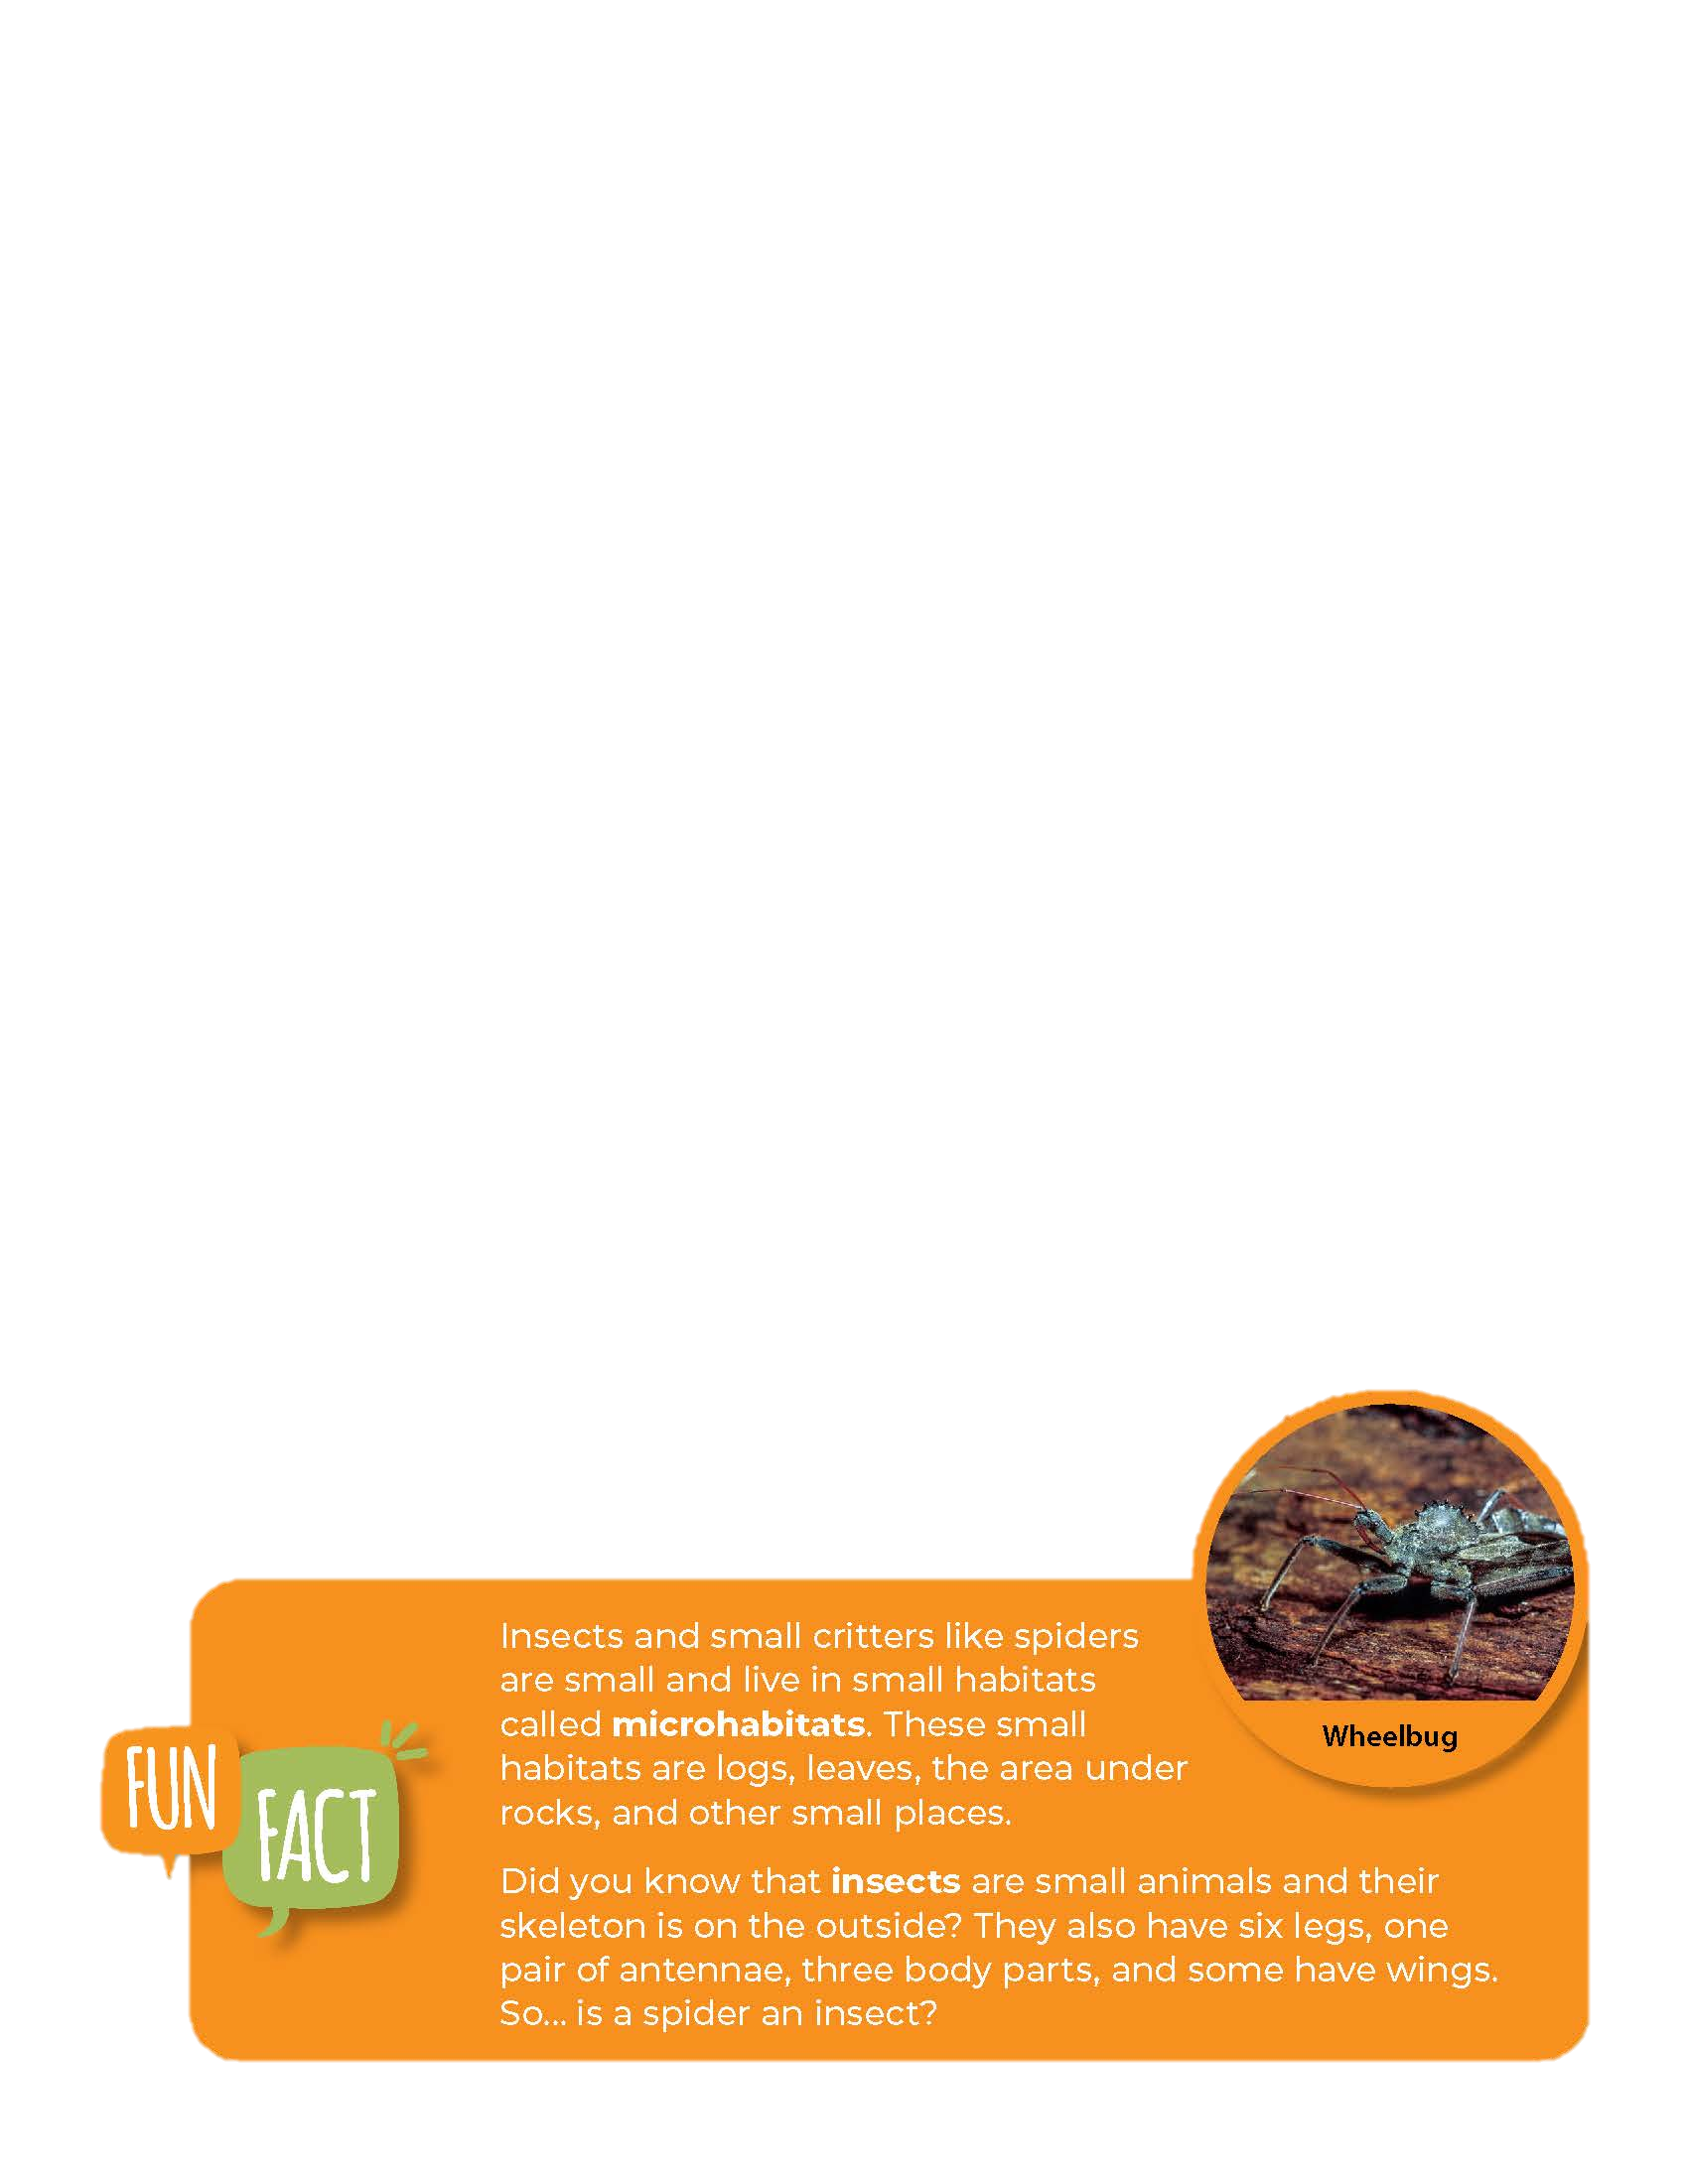 Wheelbug
Insects and small critters like spiders
are small and live in small habitats
called microhabitats. These small
habitats are logs, leaves, the area under
rocks, and other small places.
FUN
FACT
Did you know that insects are small animals and their
skeleton is on the outside? They also have six legs, one
pair of antennae, three body parts, and some have wings.
So... is a spider an insect?